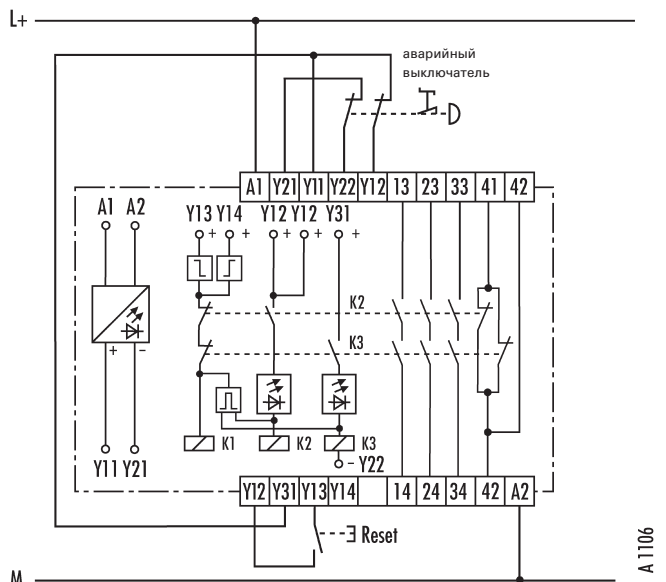 L+
аварийный
выключатель
A1 Y21 Y11 Y22 Y12 13 23 33 41 42
A1 A2 Y13 + Y14 + Y12 + Y12 + Y31 +
K2
K3
+ −
K1 K2 K3
Y11 Y21 − Y22
Y12 Y31 Y13 Y14 14 24 34 42 A2
Reset
M
A 1106